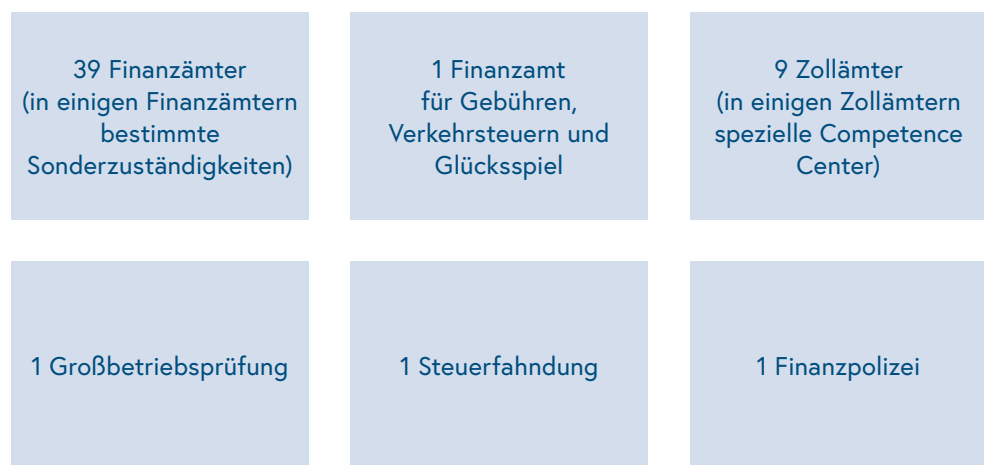 39 Finanzämter
(in einigen Finanzämtern
bestimmte
Sonderzuständigkeiten)
1 Finanzamt
für Gebühren,
Verkehrsteuern und
Glücksspiel
9 Zollämter
(in einigen Zollämtern
spezielle Competence
Center)
1 Großbetriebsprüfung
1 Steuerfahndung
1 Finanzpolizei